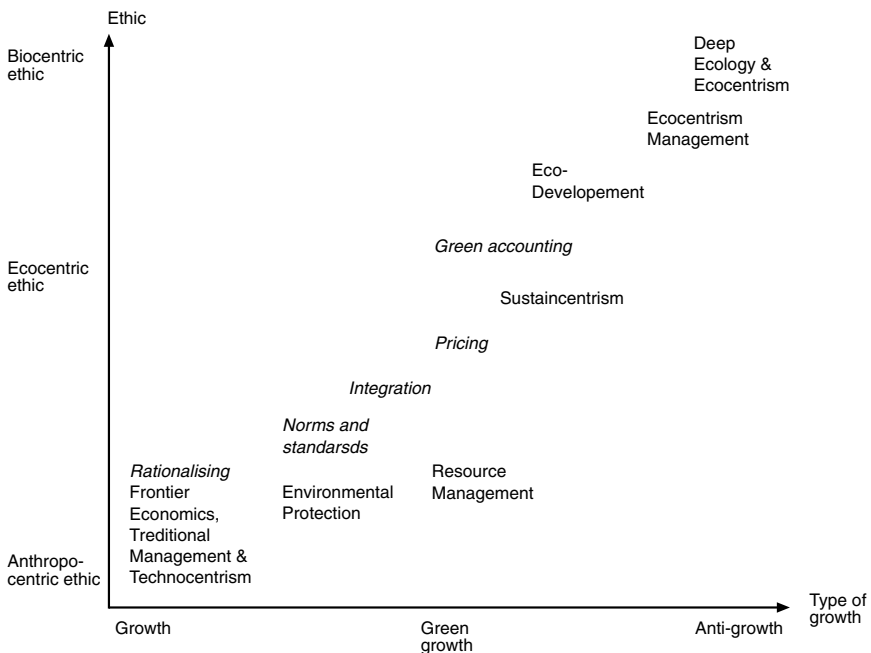 Ethic
Biocentric
ethic
Deep
Ecology &
Ecocentrism
Ecocentrism
Management
Eco-
Developement
Green accounting
Ecocentric
ethic
Sustaincentrism
Pricing
Integration
Norms and
standarsds
Rationalising
Frontier
Economics,
Treditional
Management &
Technocentrism
Environmental
Protection
Resource
Management
Anthropo-
centric ethic
Type of
growth
Growth
Green
growth
Anti-growth